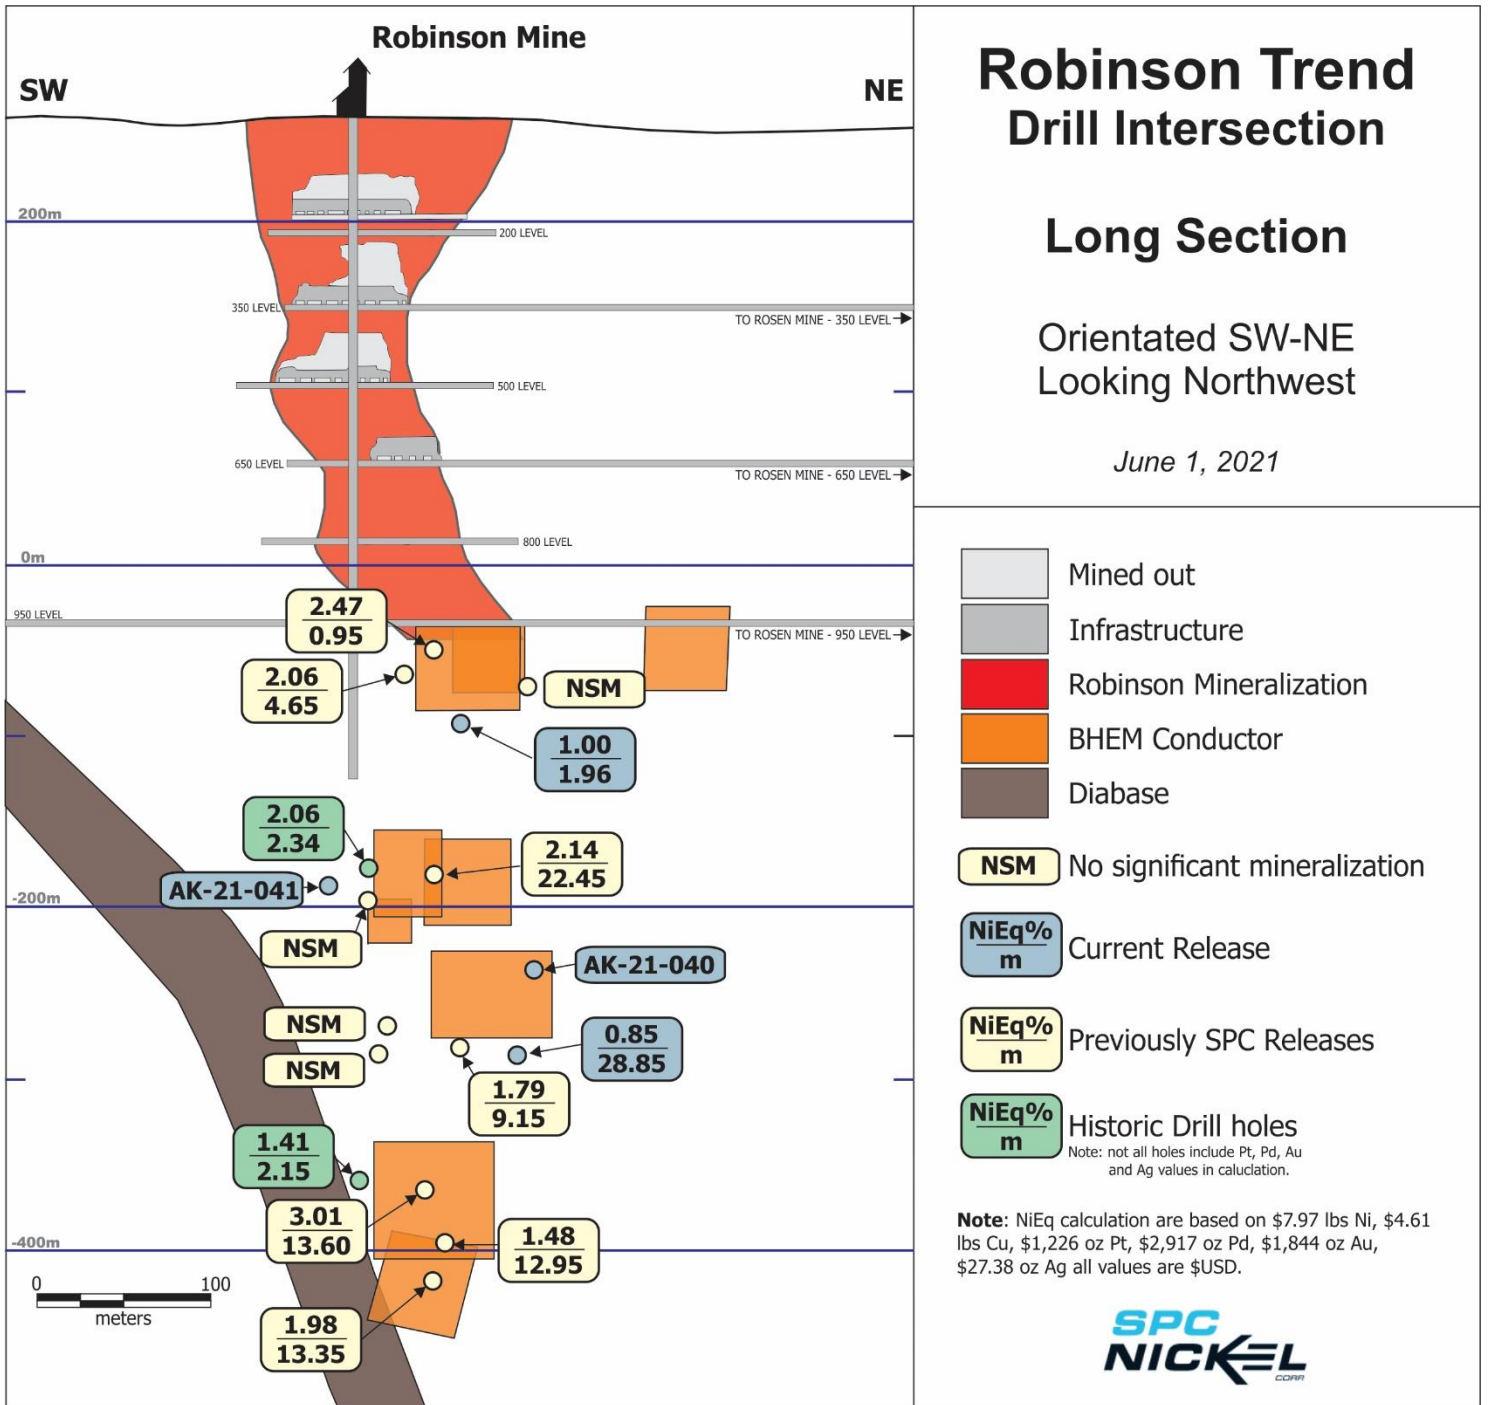 Robinson Mine
SW
NE
200m
200 LEVEL
350 LEVEL
TO ROSEN MINE - 350 LEVEL
500 LEVEL
650 LEVEL
TO ROSEN MINE - 650 LEVEL
800 LEVEL
0m
950 LEVEL
TO ROSEN MINE - 950 LEVEL
2.47
0.95
2.06
4.65
NSM
1.00
1.96
2.06
2.34
2.14
22.45
AK-21-041
-200m
NSM
AK-21-040
NSM
NSM
0.85
28.85
1.79
9.15
1.41
2.15
3.01
13.60
1.48
12.95
-400m
1.98
13.35
0 100
meters
Robinson Trend
Drill Intersection
Long Section
Orientated SW-NE
Looking Northwest
June 1, 2021
Mined out
Infrastructure
Robinson Mineralization
BHEM Conductor
Diabase
NSM No significant mineralization
NiEq%
m
Current Release
NiEq%
m
Previously SPC Releases
NiEq%
m
Historic Drill holes
Note: not all holes include Pt, Pd, Au
and Ag values in caluclation.
Note: NiEq calculation are based on $7.97 lbs Ni, $4.61
lbs Cu, $1,226 oz Pt, $2,917 oz Pd, $1,844 oz Au,
$27.38 oz Ag all values are $USD.
SPC
NICKEL
CORP